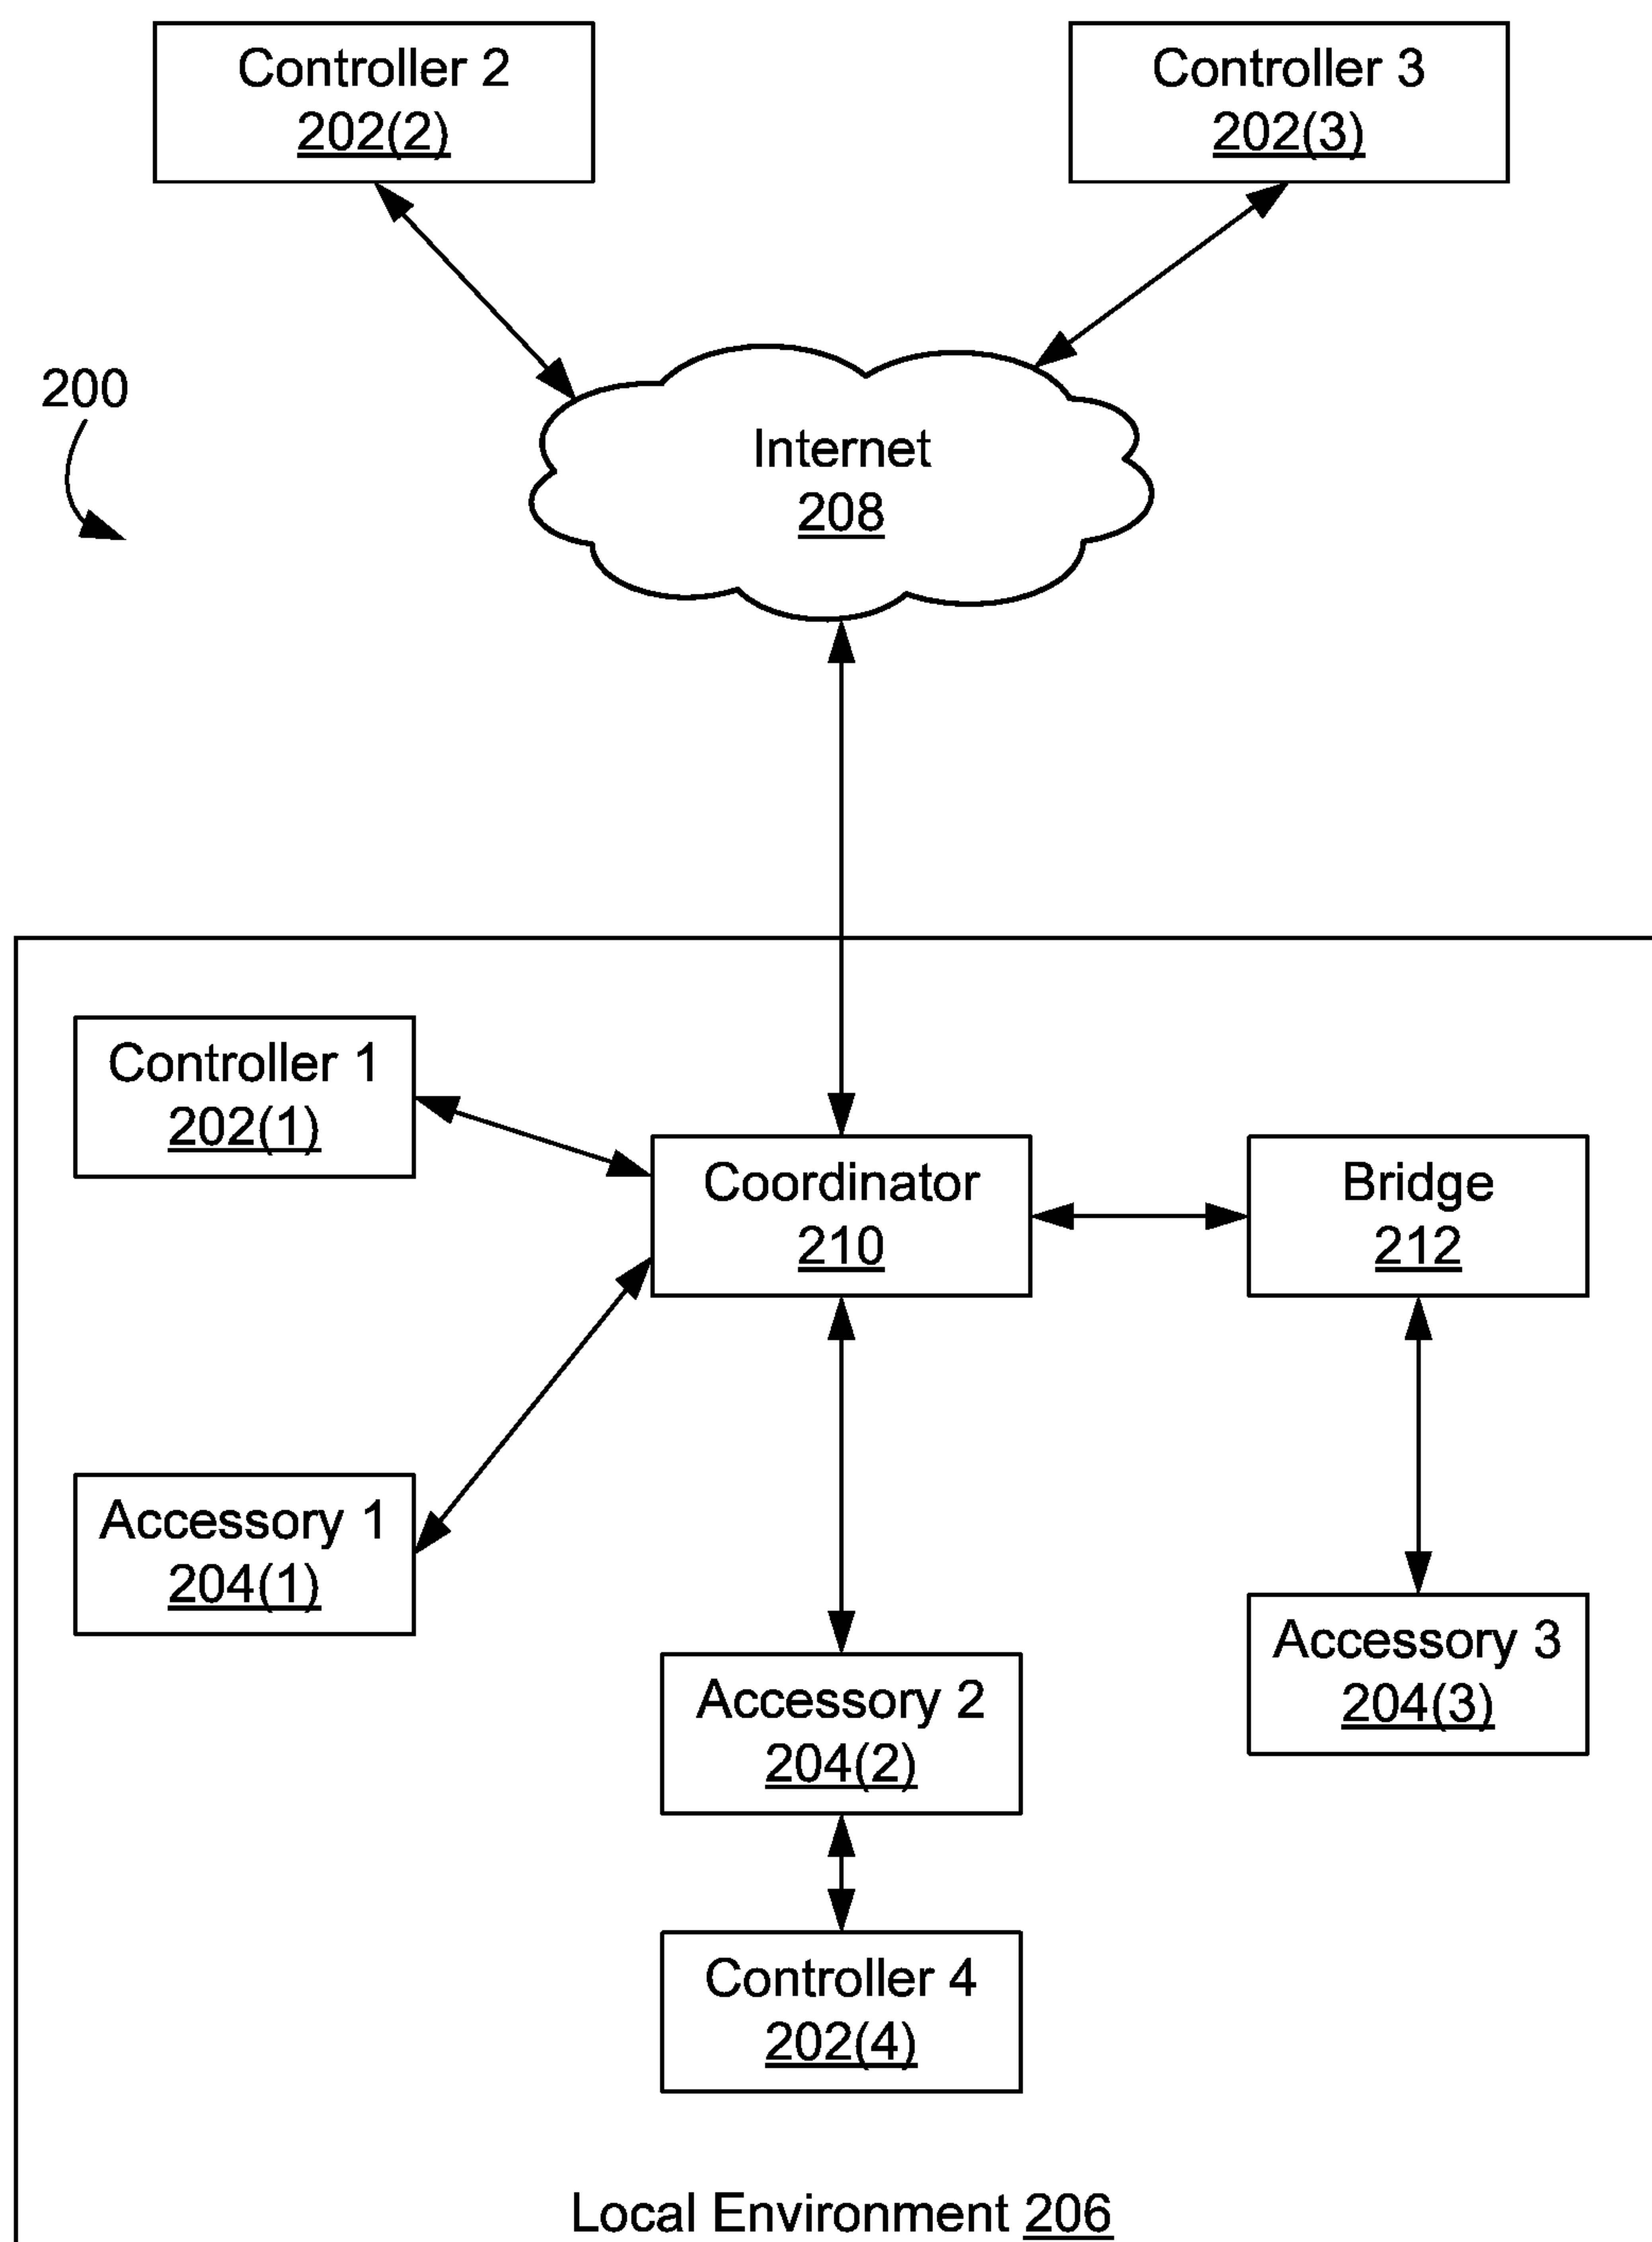 Controller 2
202(2)
Controller 3
202(3)
200
Internet
208
Controller 1
202(1)
Coordinator
210
Bridge
212
Accessory 1
204(1)
Accessory 2
204(2)
Accessory 3
204(3)
Controller 4
202(4)
Local Environment 206